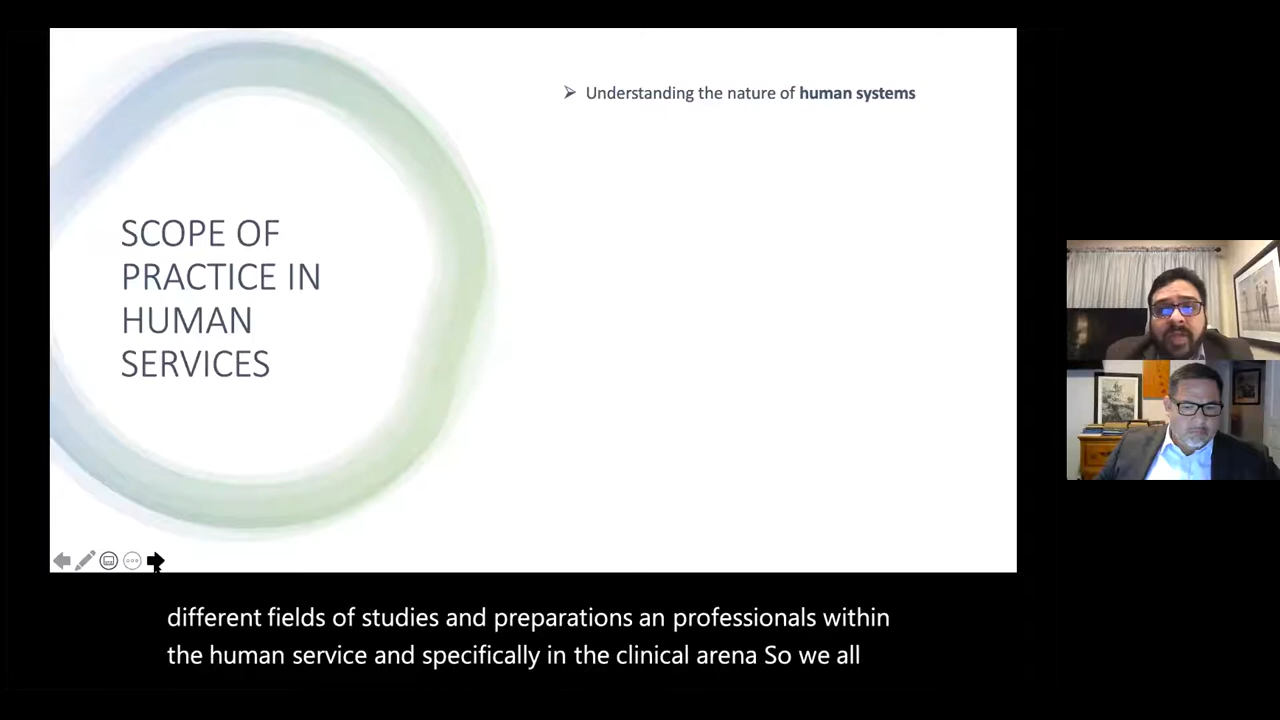 SCOPE OF
PRACTICE IN
HUMAN
SERVICES
Understanding the nature of human systems
different fields of studies and preparations an professionals within
the human service and specifically in the clinical arena So we all